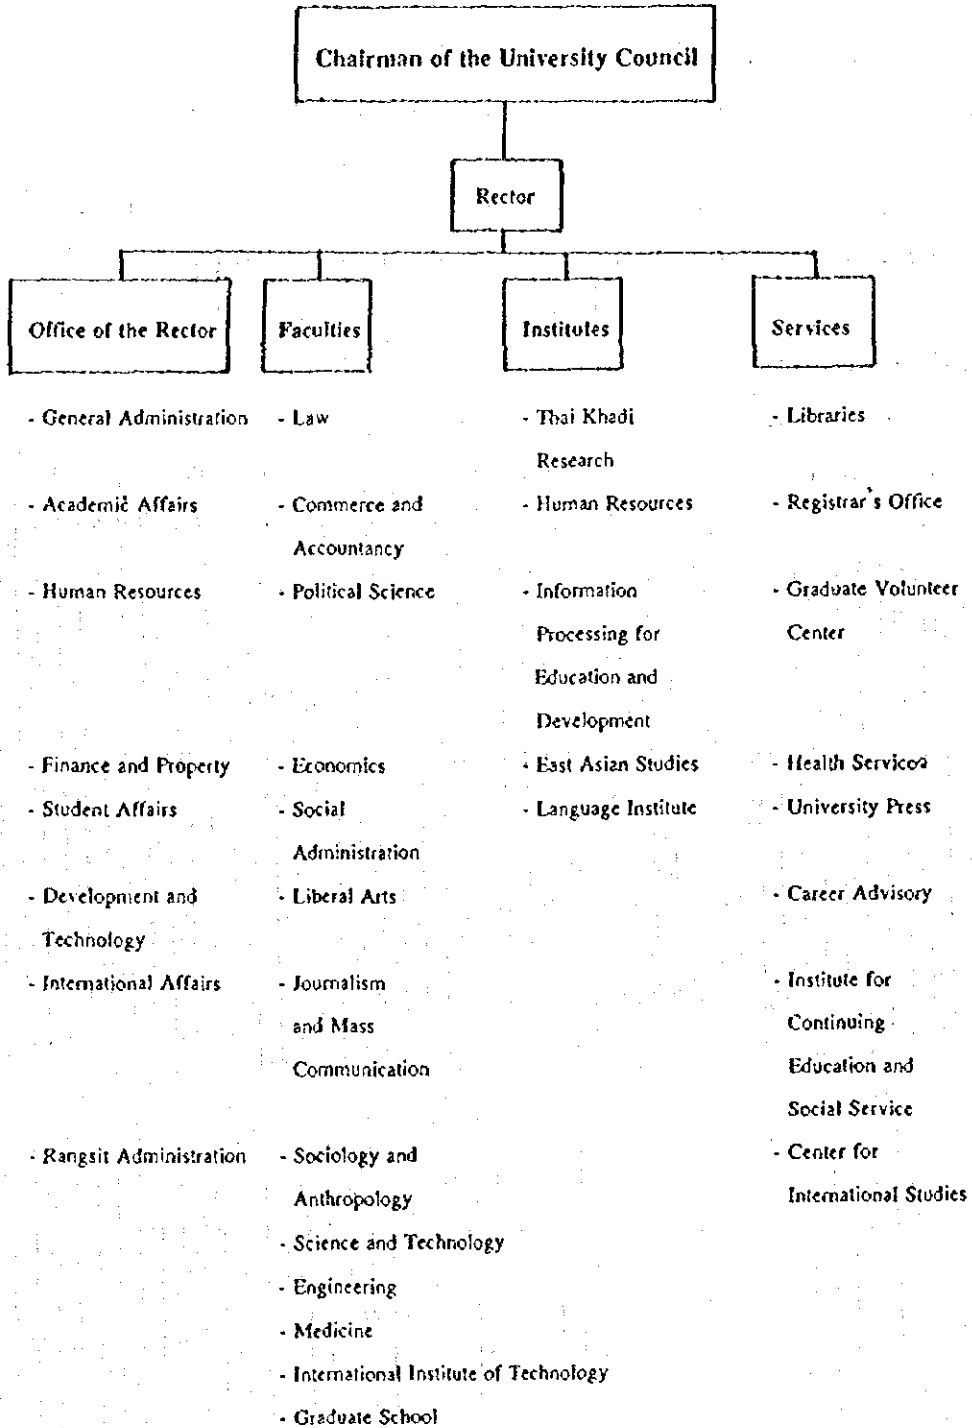 Chairman of the University Council
Rector
Office of the Rector
Faculties
Institutes
Services
- General Administration
- Academic Affairs
- Human Resources
- Finance and Property
- Student Affairs
- Development and
Technology
- International Affairs
- Rangsit Administration
- Law
- Commerce and
Accountancy
- Political Science
- Economics
- Social
Administration
- Liberal Arts
- Journalism
and Mass
Communication
- Sociology and
Anthropology
- Science and Technology
- Engineering
- Medicine
- International Institute of Technology
- Graduate School
- Thai Khadi
Research
- Human Resources
- Information
Processing for
Education and
Development
- East Asian Studies
- Language Institute
- Libraries
- Registrar's Office
- Graduate Volunteer
Center
- Health Services
- University Press
- Career Advisory
- Institute for
Continuing
Education and
Social Service
- Center for
International Studies